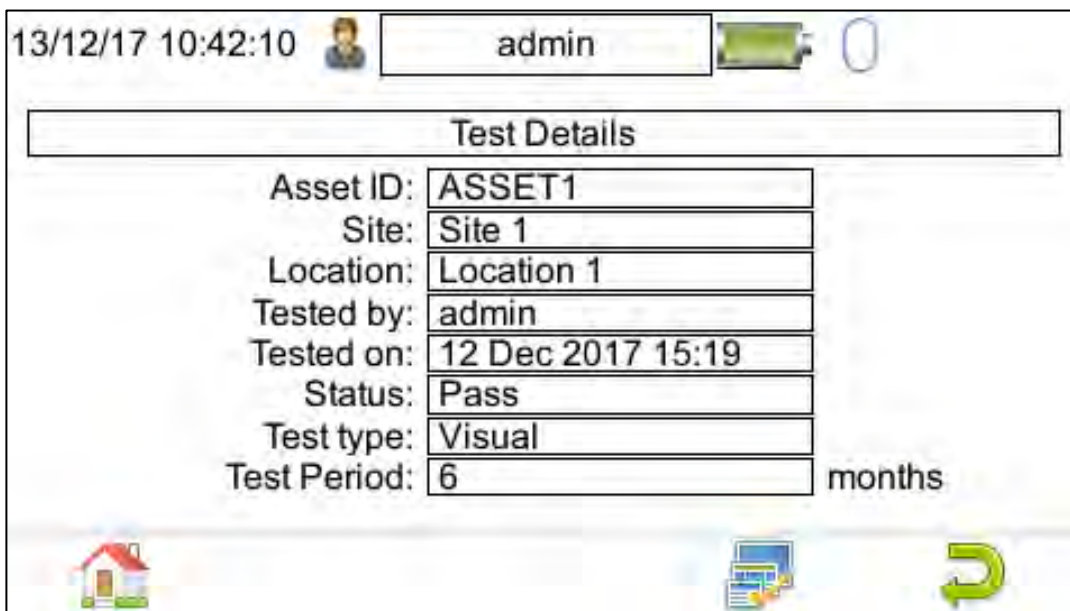 13/12/17 10:42:10 admin
Test Details
Asset ID: ASSET1
Site: Site 1
Location: Location 1
Tested by: admin
Tested on: 12 Dec 2017 15:19
Status: Pass
Test type: Visual
Test Period: 6 months